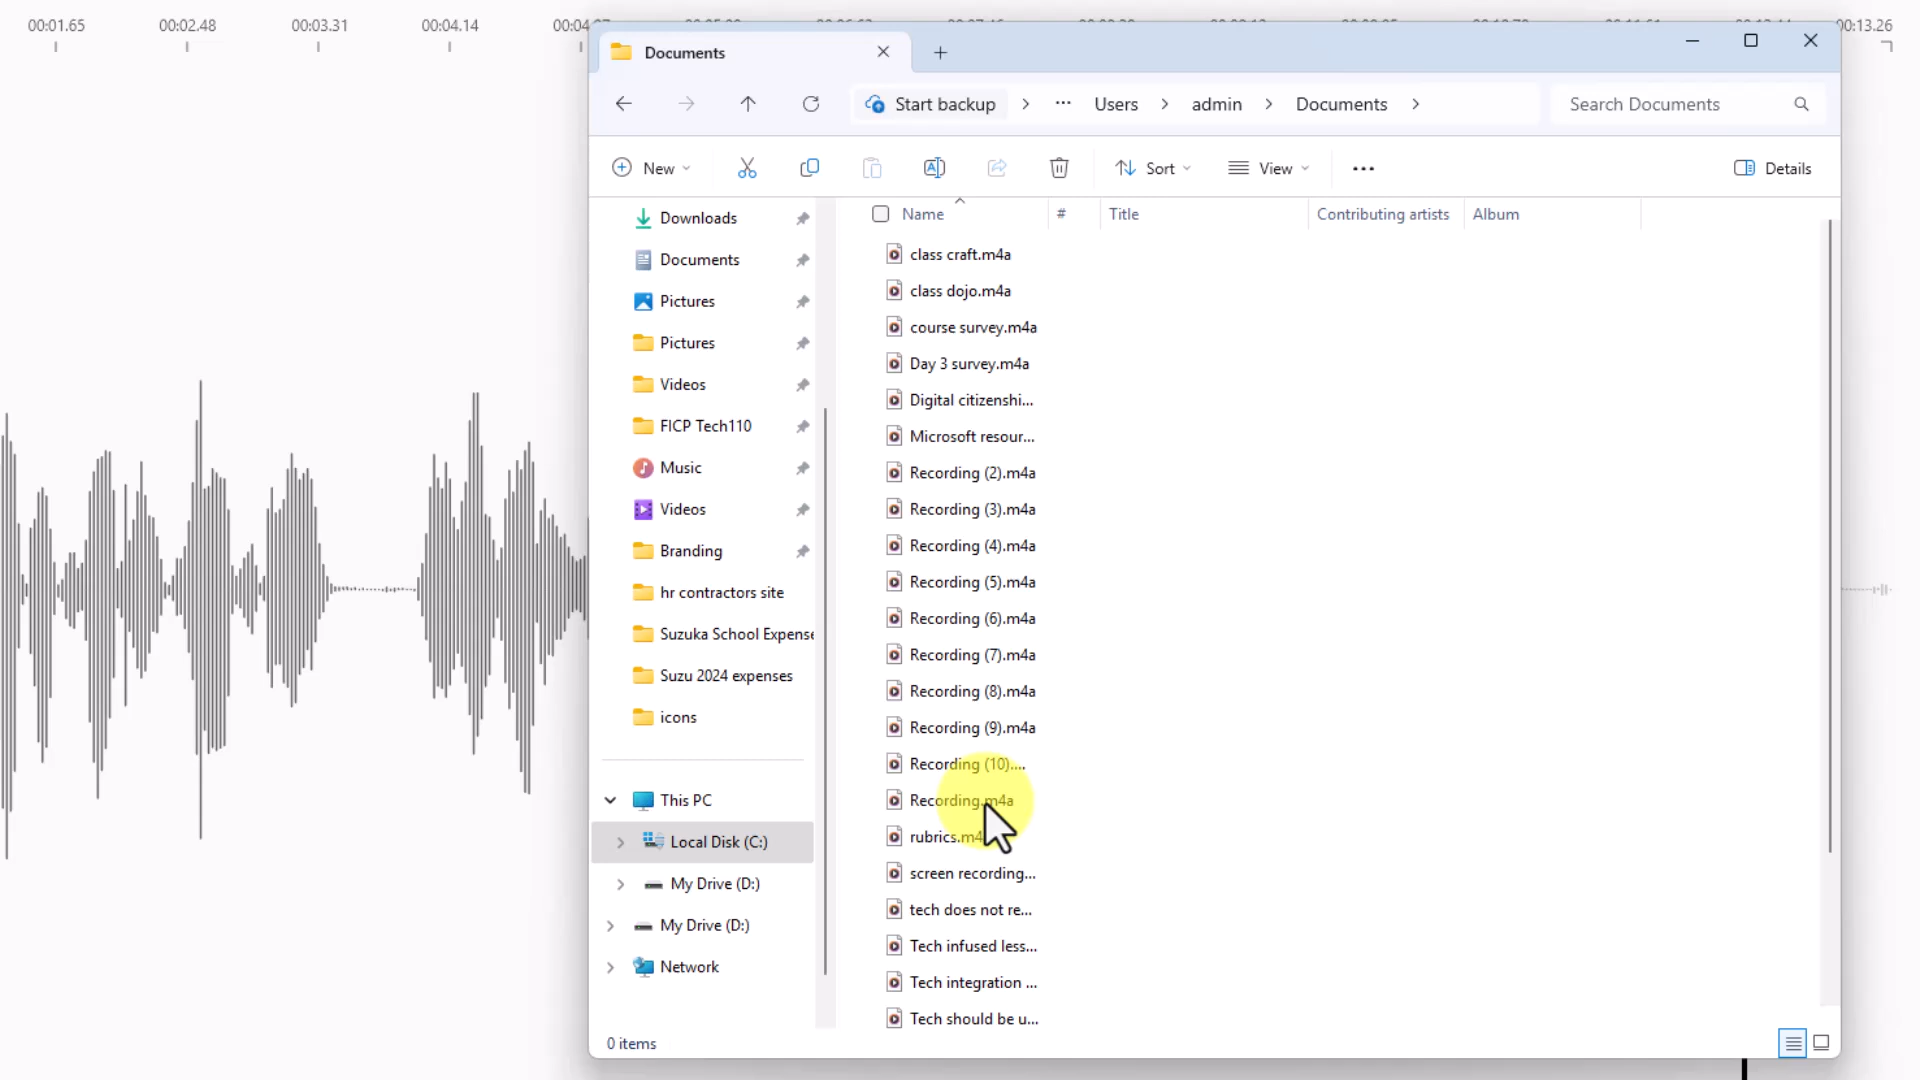 00:01.65 00:02.48 00:03.31 00:04.14 00:13.26
Documents
Start backup Users admin Documents
Search Documents
New Sort View Details
Name # Title Contributing artists Album
Downloads
Documents
Pictures
Pictures
Videos
FICP Tech110
Music
Videos
Branding
hr contractors site
Suzuka School Expense
Suzu 2024 expenses
icons
This PC
Local Disk (C:)
My Drive (D:)
My Drive (D:)
Network
class craft.m4a
class dojo.m4a
course survey.m4a
Day 3 survey.m4a
Digital citizenshi...
Microsoft resour...
Recording (2).m4a
Recording (3).m4a
Recording (4).m4a
Recording (5).m4a
Recording (6).m4a
Recording (7).m4a
Recording (8).m4a
Recording (9).m4a
Recording (10)....
Recording.m4a
rubrics.m4
screen recording...
tech does not re...
Tech infused less...
Tech integration ...
Tech should be u...
0 items